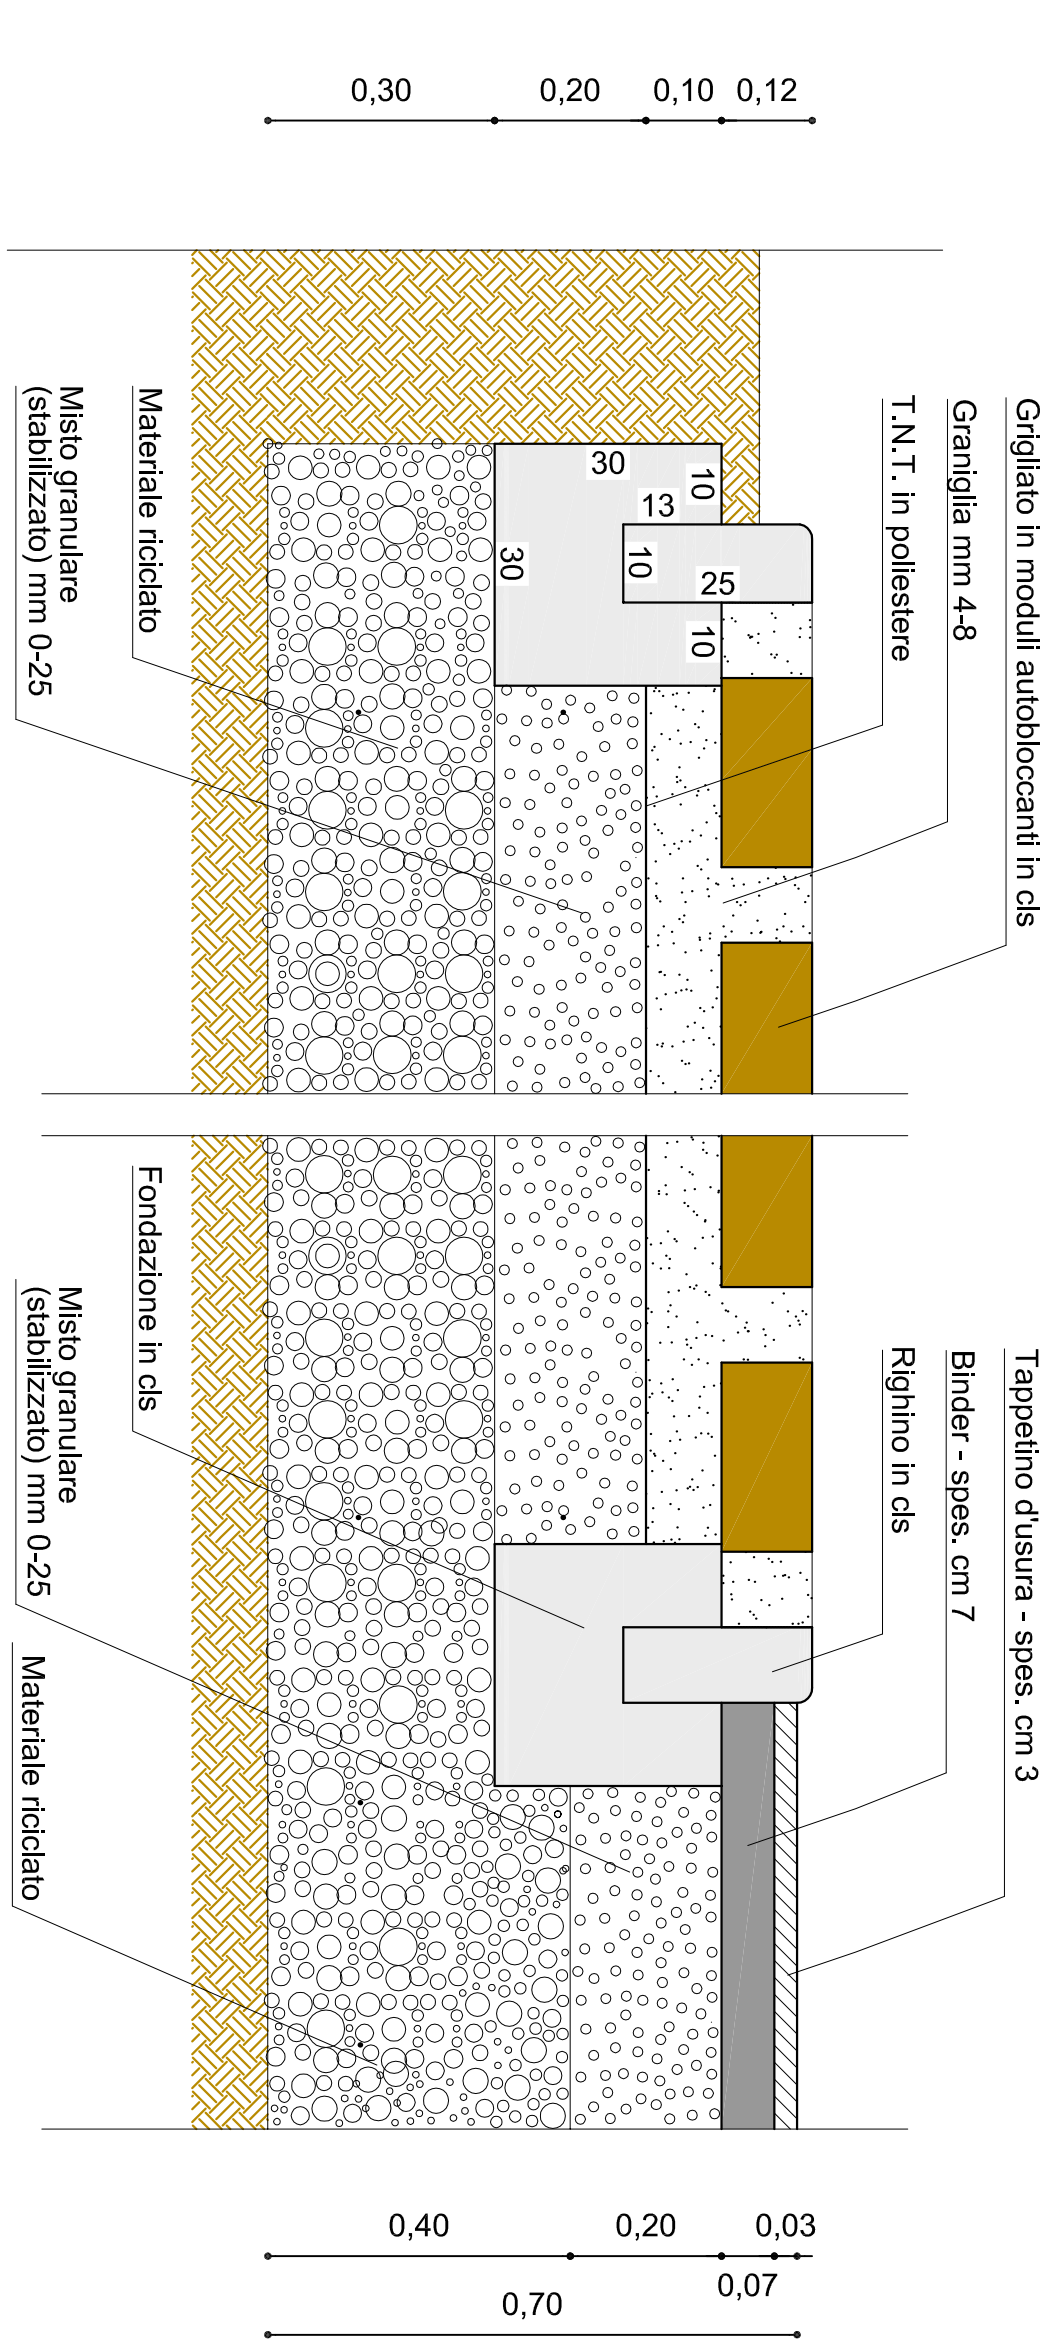 0,30
0,20
0,10
0,12
Grigliato in moduli autobloccanti in cls
Graniglia mm 4-8
T.N.T. in poliestere
Materiale riciclato
Misto granulare
(stabilizzato) mm 0-25
30
10
13
10
25
30
10
Tappetino d'usura - spes. cm 3
Binder - spes. cm 7
Righino in cls
Fondazione in cls
Misto granulare
(stabilizzato) mm 0-25
Materiale riciclato
0,40
0,20
0,03
0,07
0,70